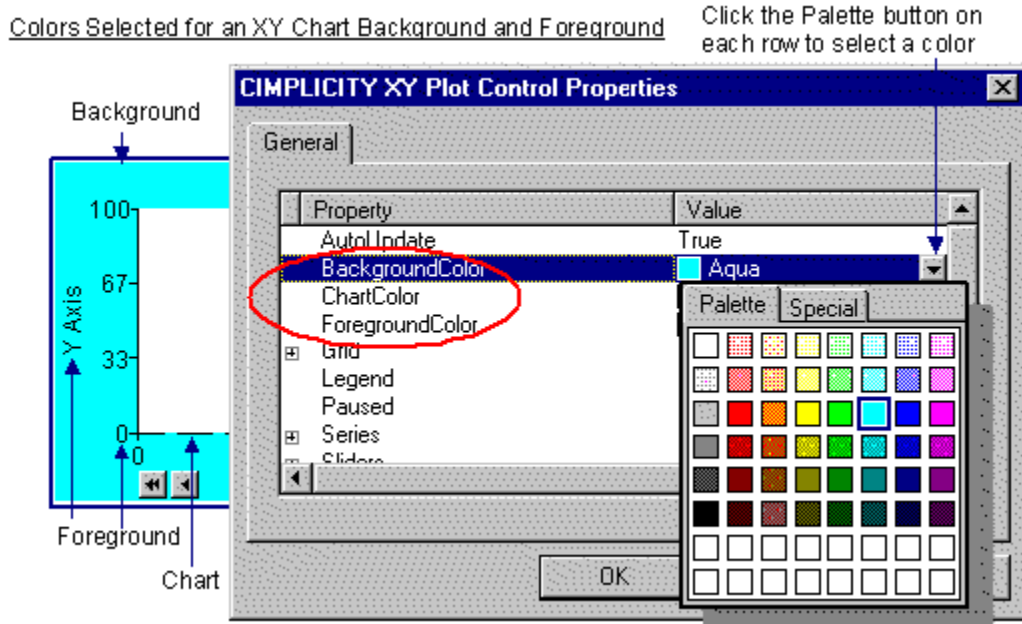 Colors Selected for an XY Chart Background and Foreground
Click the Palette button on
each row to select a color
CIMPLICITY XY Plot Control Properties
Background
General
Property Value
AutoUpdate True
BackgroundColor Aqua
ChartColor
ForegroundColor
Grid
Legend
Paused
Series
Sliders
Palette Special
100
67
33
0
0
Y Axis
Foreground
Chart
OK